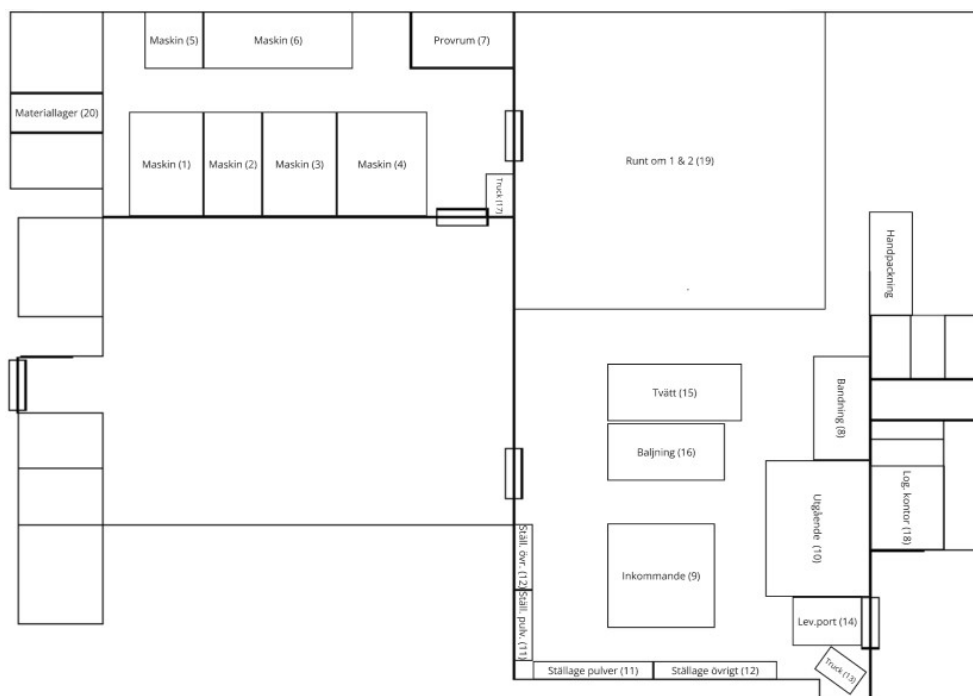 Maskin (5)
Maskin (6)
Provrum (7)
Materiallager (20)
Maskin (1)
Maskin (2)
Maskin (3)
Maskin (4)
Truck (17)
Runt om 1 & 2 (19)
Handpackning
Tvätt (15)
Bandning (8)
Baljning (16)
Utgående (10)
Log. kontor (18)
Ställ. övr. (12)
Inkommande (9)
Ställ. pulv. (11)
Lev.port (14)
Ställage pulver (11)
Ställage övrigt (12)
Truck (13)